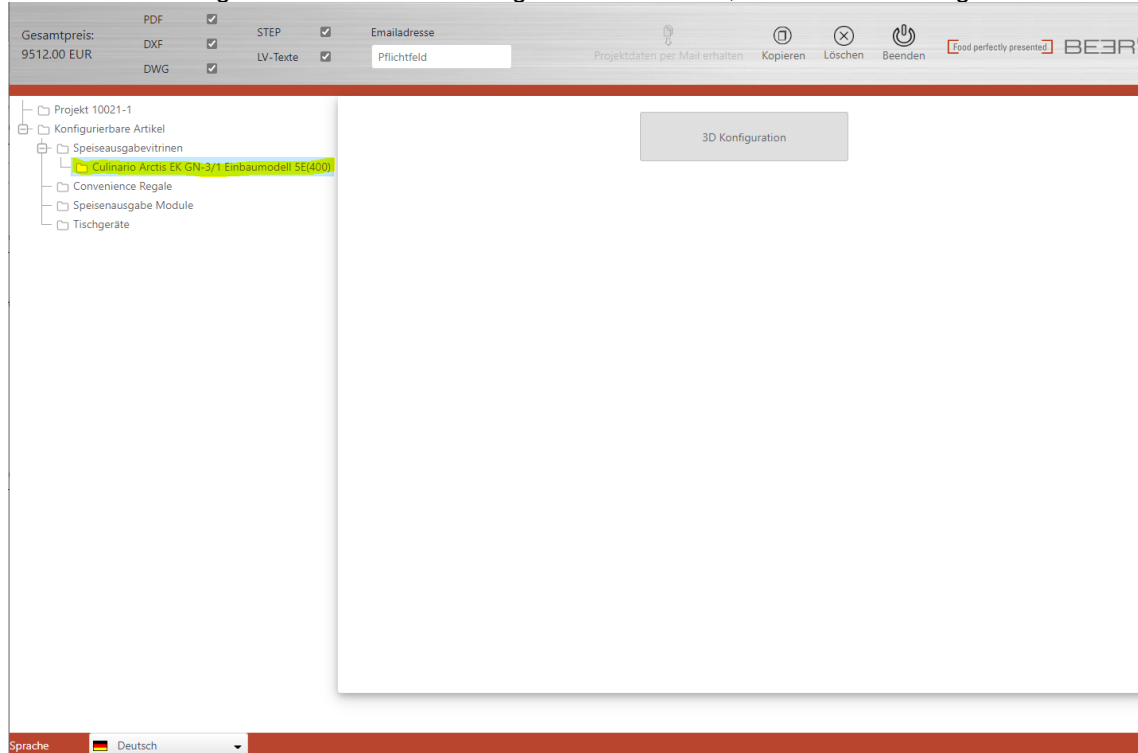 Gesamtpreis:
9512.00 EUR
PDF
DXF
DWG
STEP
LV-Texte
Emailadresse
Pflichtfeld
Projektdaten per Mail erhalten
Kopieren
Löschen
Beenden
Food perfectly presented
BEER
Projekt 10021-1
Konfigurierbare Artikel
Speiseausgabevitrinen
Culinario Arctis EK GN-3/1 Einbaumodell 5E(400)
Convenience Regale
Speisenausgabe Module
Tischgeräte
3D Konfiguration
Sprache
Deutsch